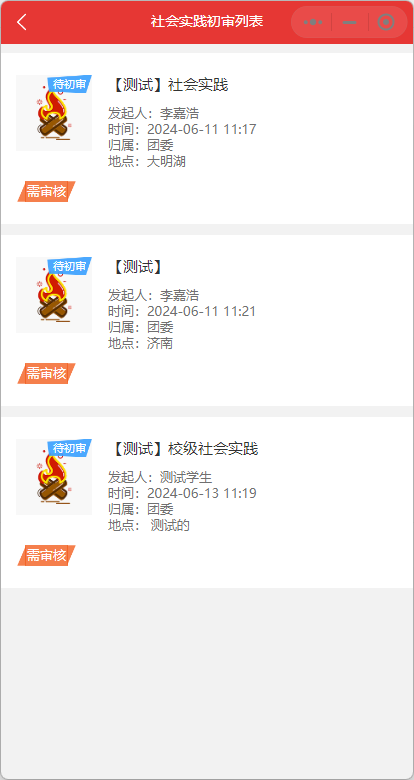 社会实践初审列表
待初审
【测试】社会实践
发起人：李嘉浩
时间：2024-06-11 11:17
归属：团委
地点：大明湖
需审核
待初审
【测试】
发起人：李嘉浩
时间：2024-06-11 11:21
归属：团委
地点：济南
需审核
待初审
【测试】校级社会实践
发起人：测试学生
时间：2024-06-13 11:19
归属：团委
地点： 测试的
需审核